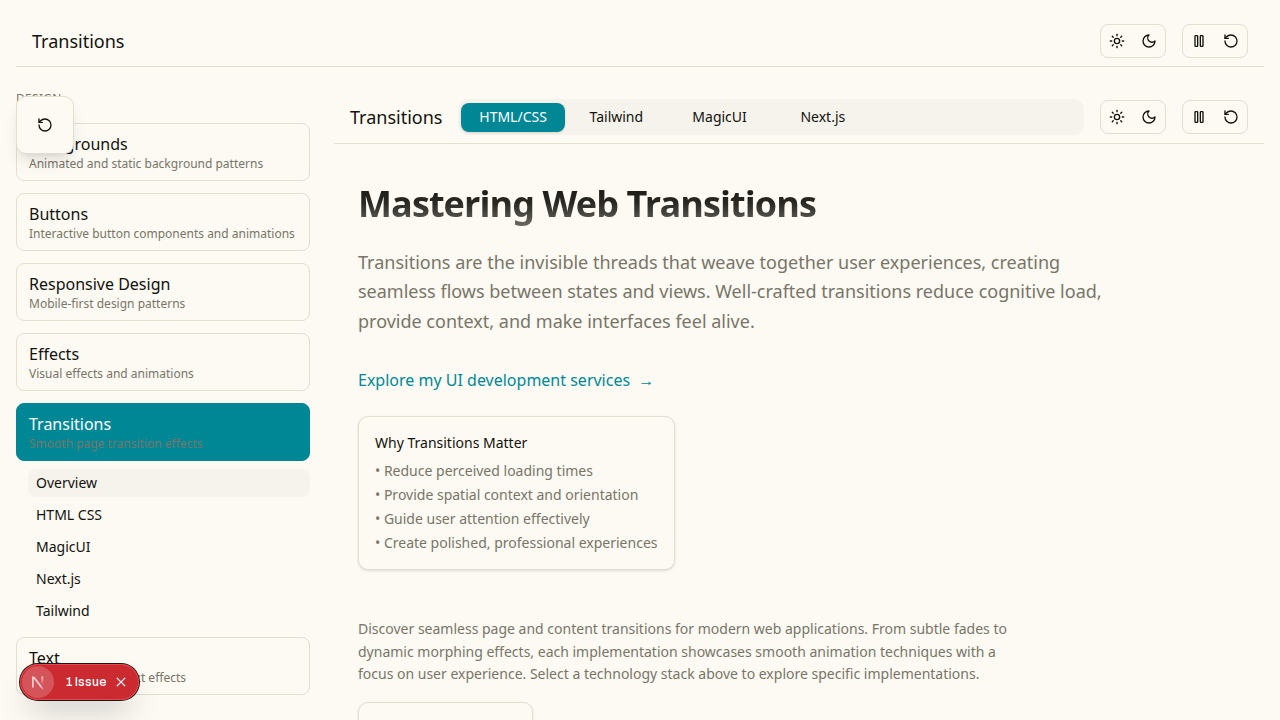 Transitions
DESIGN
Animated and static background patterns
Buttons
Interactive button components and animations
Responsive Design
Mobile-first design patterns
Effects
Visual effects and animations
Transitions
Smooth page transition effects
Overview
HTML CSS
MagicUI
Next.js
Tailwind
Text
effects
1 Issue
Transitions
HTML/CSS
Tailwind
MagicUI
Next.js
Mastering Web Transitions
Transitions are the invisible threads that weave together user experiences, creating
seamless flows between states and views. Well-crafted transitions reduce cognitive load,
provide context, and make interfaces feel alive.
Explore my UI development services →
Why Transitions Matter
• Reduce perceived loading times
• Provide spatial context and orientation
• Guide user attention effectively
• Create polished, professional experiences
Discover seamless page and content transitions for modern web applications. From subtle fades to
dynamic morphing effects, each implementation showcases smooth animation techniques with a
focus on user experience. Select a technology stack above to explore specific implementations.